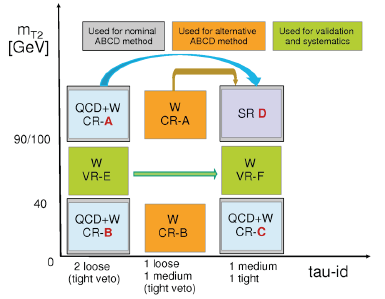 m_T2
[GeV]
Used for nominal
ABCD method
Used for alternative
ABCD method
Used for validation
and systematics
QCD+W
CR-A
W
CR-A
SR D
90/100
W
VR-E
W
VR-F
40
QCD+W
CR-B
W
CR-B
QCD+W
CR-C
0
2 loose
(tight veto)
1 loose
1 medium
(tight veto)
1 medium
1 tight
tau-id